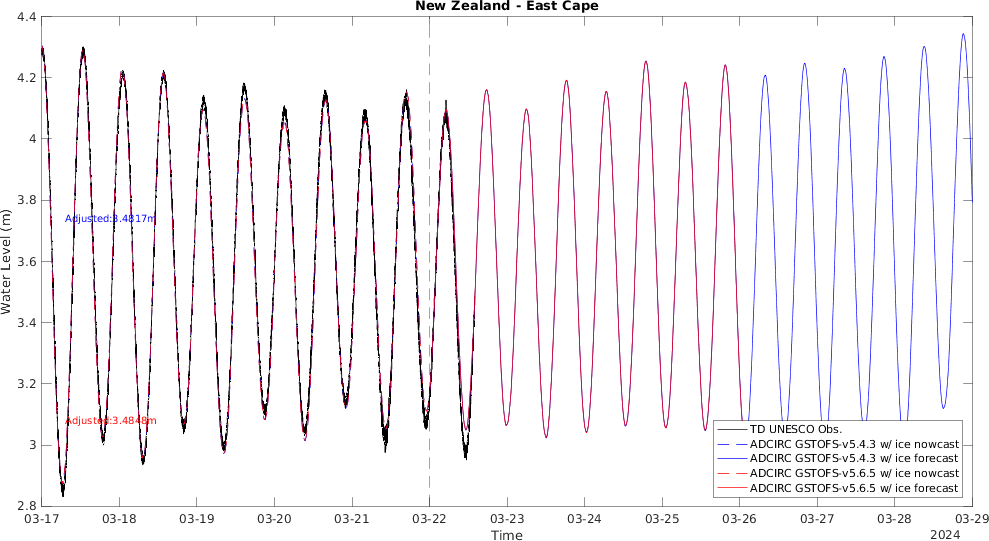 New Zealand - East Cape
4.4
4.2
4
3.8
3.6
3.4
3.2
3
2.8
Water Level (m)
Adjusted:3.4817m
Adjusted:3.4848m
TD UNESCO Obs.
ADCIRC GSTOFS-v5.4.3 w/ ice nowcast
ADCIRC GSTOFS-v5.4.3 w/ ice forecast
ADCIRC GSTOFS-v5.6.5 w/ ice nowcast
ADCIRC GSTOFS-v5.6.5 w/ ice forecast
03-17 03-18 03-19 03-20 03-21 03-22 03-23 03-24 03-25 03-26 03-27 03-28 03-29
Time
2024